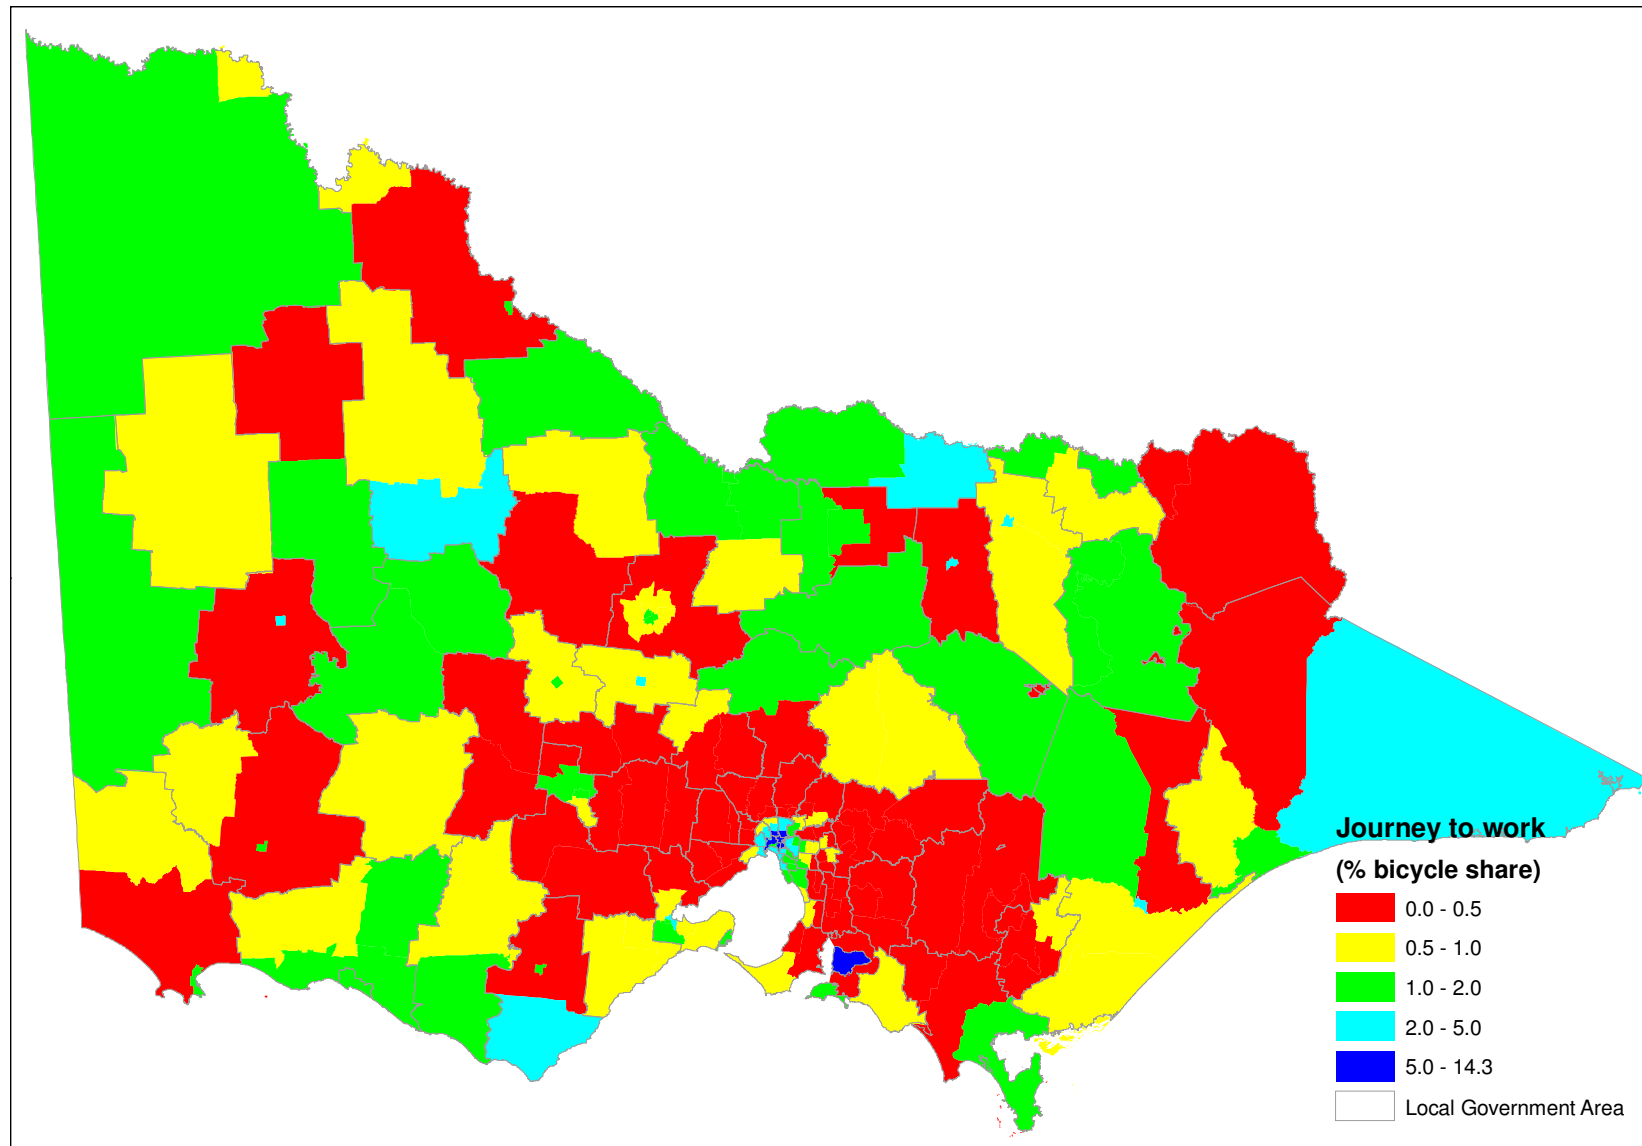 Journey to work
(% bicycle share)
0.0 - 0.5
0.5 - 1.0
1.0 - 2.0
2.0 - 5.0
5.0 - 14.3
Local Government Area